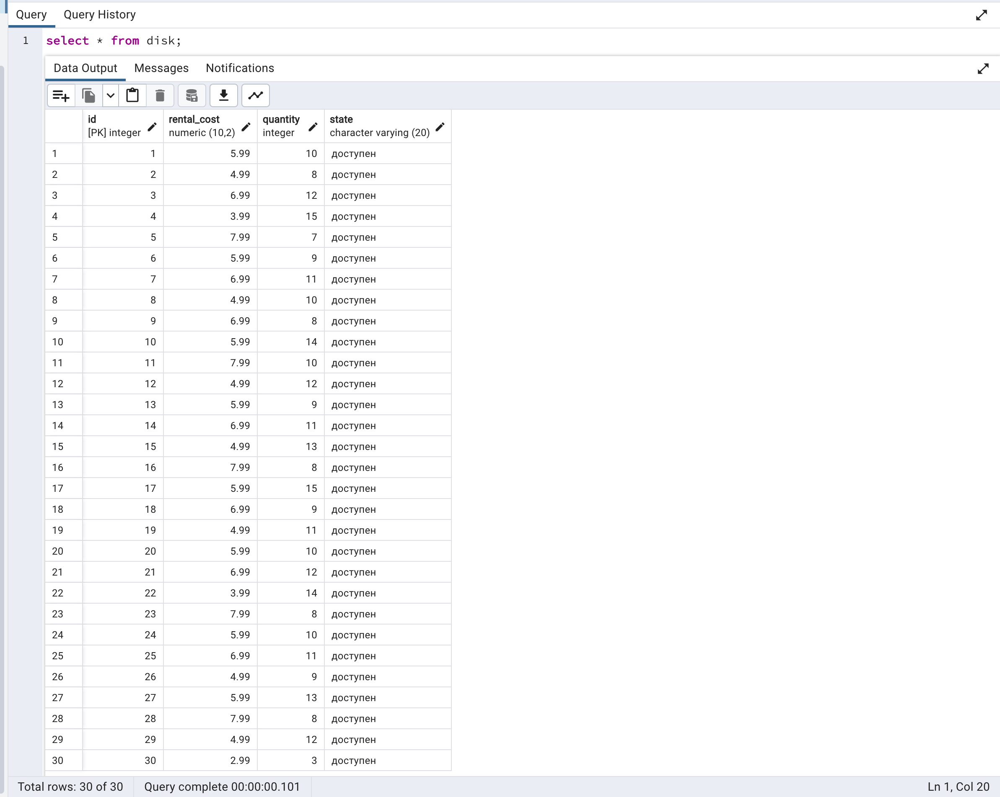 Query Query History
1 select * from disk;
Data Output Messages Notifications
id rental_cost quantity state
[PK] integer numeric (10,2) integer character varying (20)
1 1 5.99 10 доступен
2 2 4.99 8 доступен
3 3 6.99 12 доступен
4 4 3.99 15 доступен
5 5 7.99 7 доступен
6 6 5.99 9 доступен
7 7 6.99 11 доступен
8 8 4.99 10 доступен
9 9 6.99 8 доступен
10 10 5.99 14 доступен
11 11 7.99 10 доступен
12 12 4.99 12 доступен
13 13 5.99 9 доступен
14 14 6.99 11 доступен
15 15 4.99 13 доступен
16 16 7.99 8 доступен
17 17 5.99 15 доступен
18 18 6.99 9 доступен
19 19 4.99 11 доступен
20 20 5.99 10 доступен
21 21 6.99 12 доступен
22 22 3.99 14 доступен
23 23 7.99 8 доступен
24 24 5.99 10 доступен
25 25 6.99 11 доступен
26 26 4.99 9 доступен
27 27 5.99 13 доступен
28 28 7.99 8 доступен
29 29 4.99 12 доступен
30 30 2.99 3 доступен
Total rows: 30 of 30 Query complete 00:00:00.101 Ln 1, Col 20